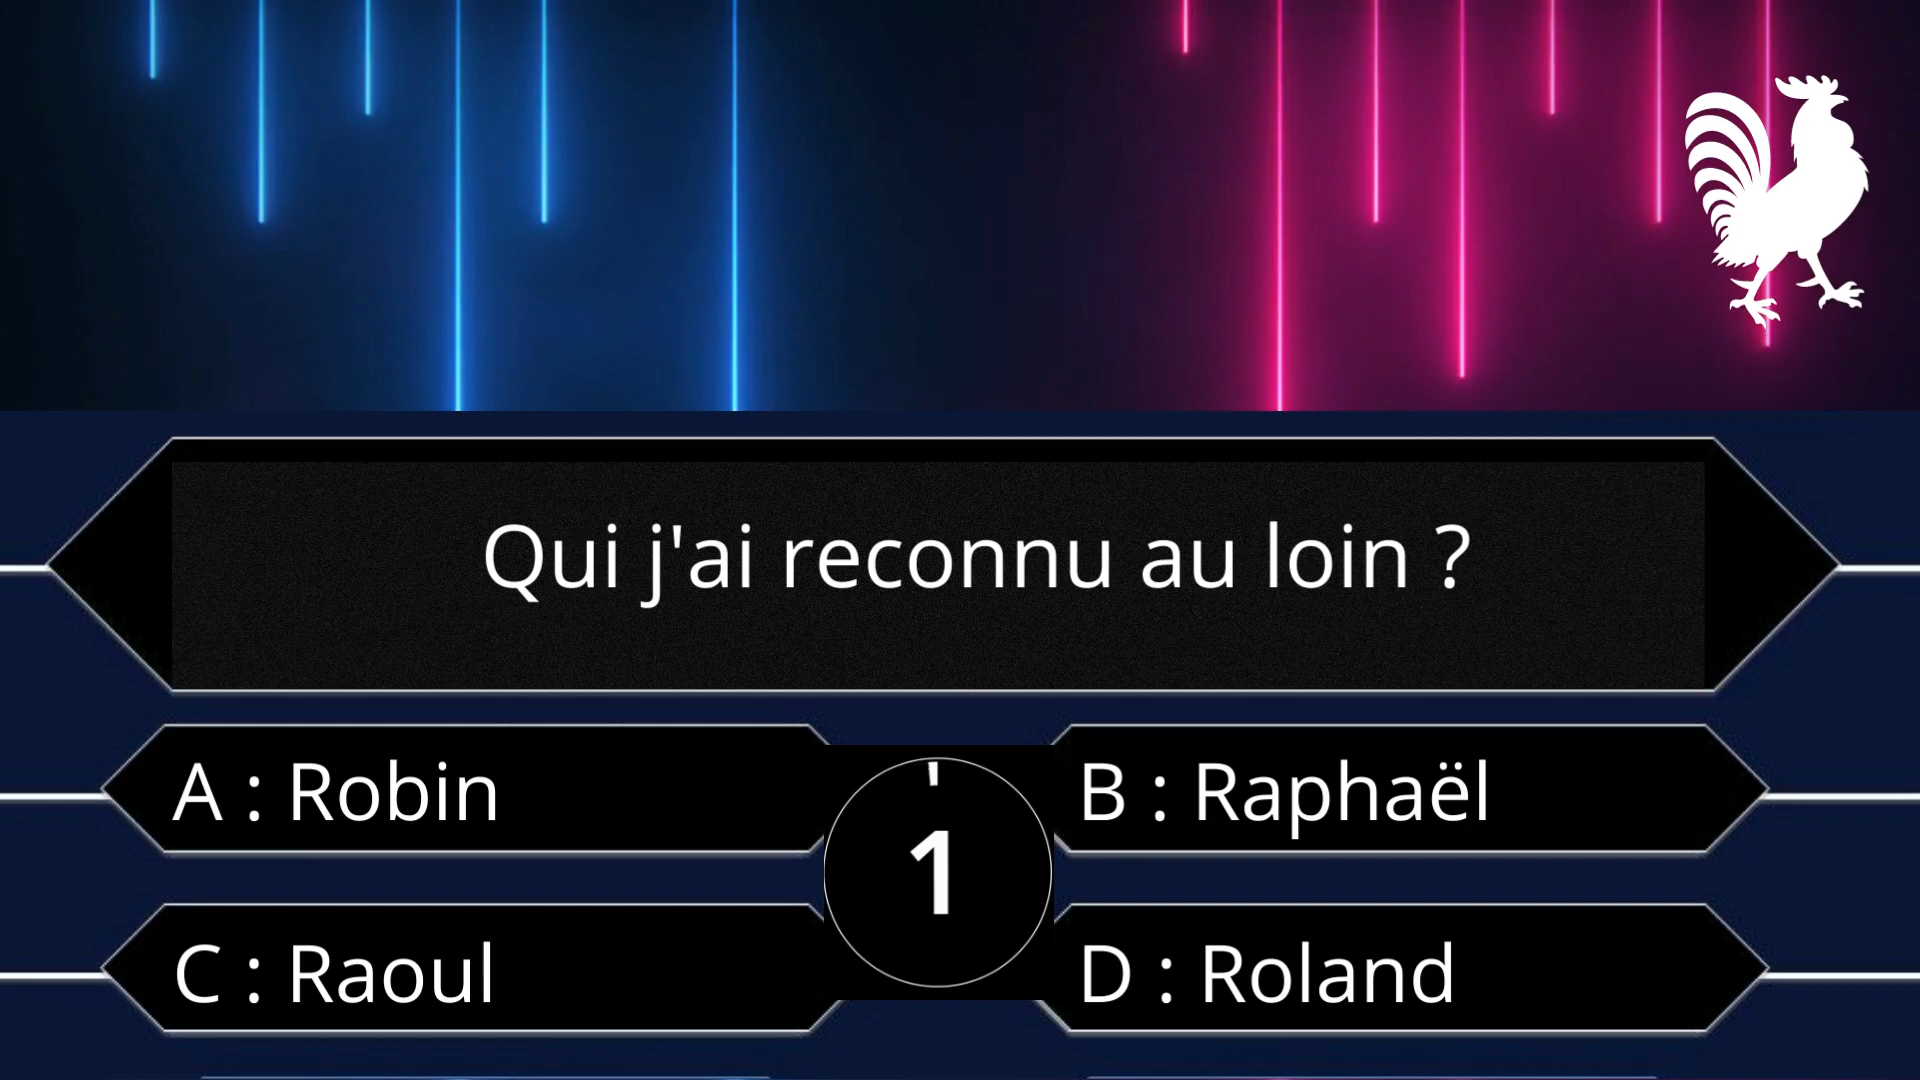 Qui j'ai reconnu au loin ?
A : Robin
B : Raphaël
1
C : Raoul
D : Roland